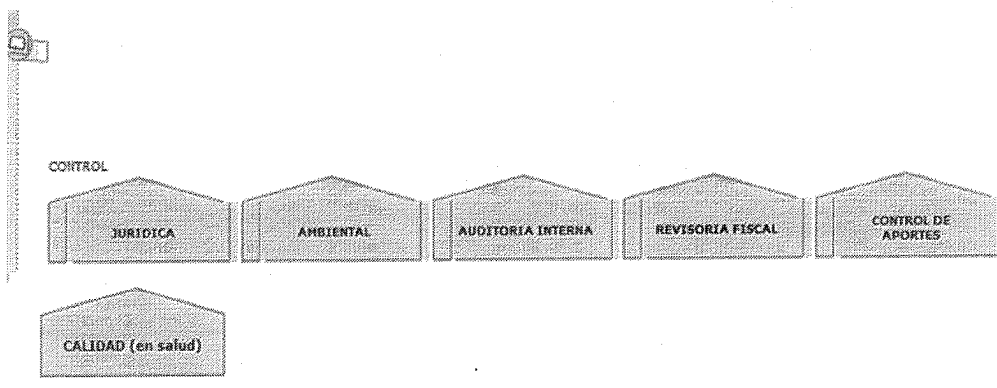 CONTROL
JURIDICA
AMBIENTAL
AUDITORIA INTERNA
REVISORIA FISCAL
CONTROL DE
APORTES
CALIDAD (en salud)